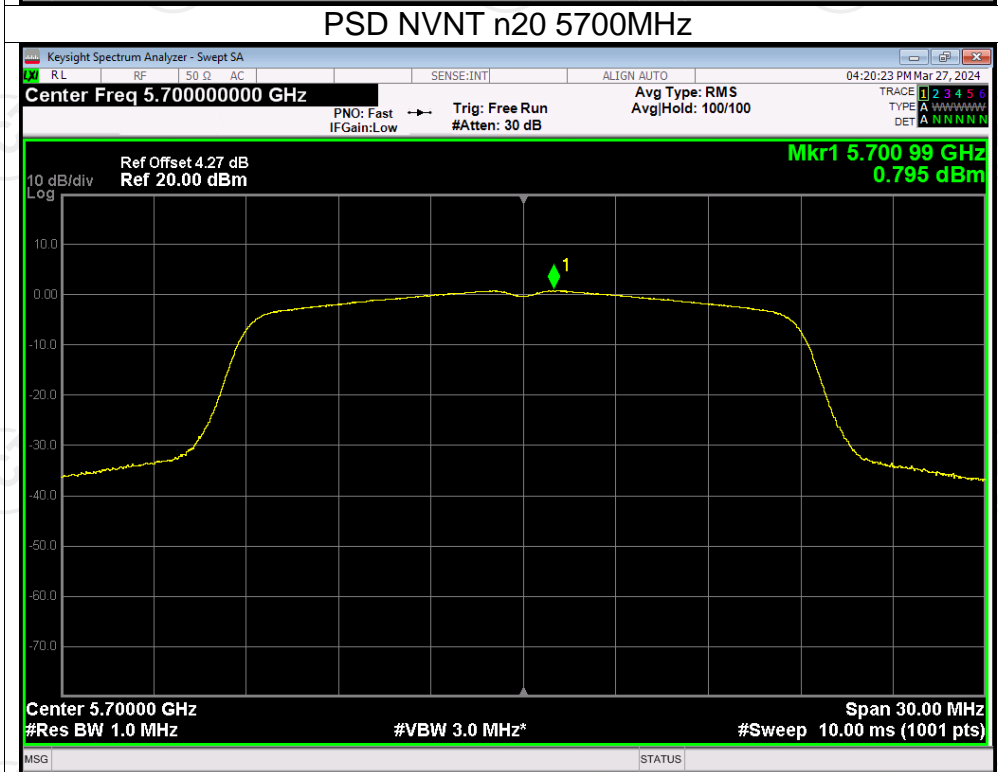 PSD NVNT n20 5700MHz
Keysight Spectrum Analyzer - Swept SA
LXI RL RF 50 Ω AC SENSE:INT ALIGN AUTO 04:20:23 PM Mar 27, 2024
Center Freq 5.700000000 GHz
PNO: Fast
IFGain:Low
Trig: Free Run
#Atten: 30 dB
Avg Type: RMS
Avg|Hold: 100/100
TRACE 1 2 3 4 5 6
TYPE A WWWWW
DET A N N N N N
Mkr1 5.700 99 GHz
0.795 dBm
Ref Offset 4.27 dB
10 dB/div Ref 20.00 dBm
Log
1
10.0
0.00
-10.0
-20.0
-30.0
-40.0
-50.0
-60.0
-70.0
Center 5.70000 GHz Span 30.00 MHz
#Res BW 1.0 MHz #VBW 3.0 MHz* #Sweep 10.00 ms (1001 pts)
MSG STATUS